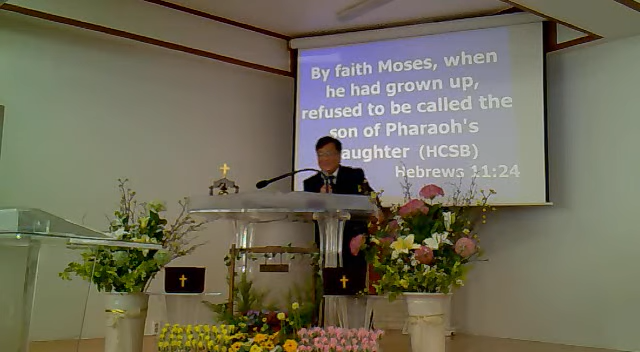 By faith Moses, when
he had grown up,
refused to be called the
son of Pharaoh's
aughter (HCSB)
Hebrews 11:24